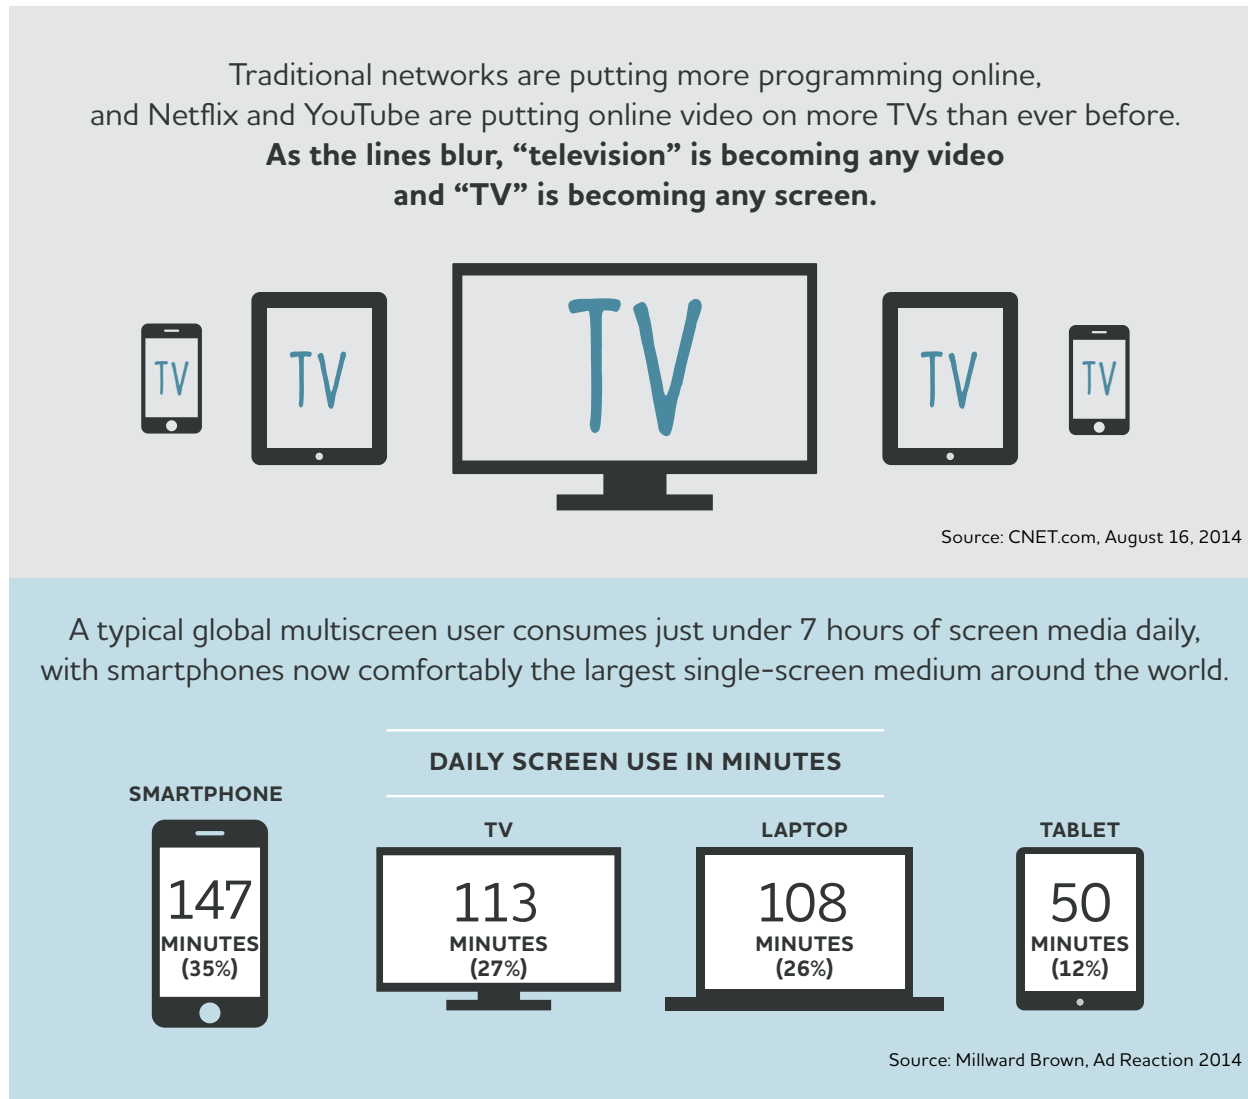 Traditional networks are putting more programming online,
and Netflix and YouTube are putting online video on more TVs than ever before.
As the lines blur, “television” is becoming any video
and “TV” is becoming any screen.
TV
TV
TV
TV
TV
Source: CNET.com, August 16, 2014
A typical global multiscreen user consumes just under 7 hours of screen media daily,
with smartphones now comfortably the largest single-screen medium around the world.
DAILY SCREEN USE IN MINUTES
SMARTPHONE
147
MINUTES
(35%)
TV
113
MINUTES
(27%)
LAPTOP
108
MINUTES
(26%)
TABLET
50
MINUTES
(12%)
Source: Millward Brown, Ad Reaction 2014